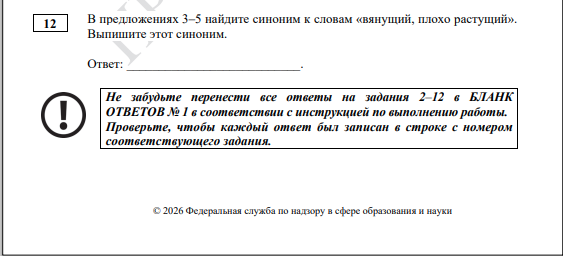 12
В предложениях 3–5 найдите синоним к словам «вянущий, плохо растущий».
Выпишите этот синоним.
Ответ: ___________________________.
Не забудьте перенести все ответы на задания 2–12 в БЛАНК
ОТВЕТОВ № 1 в соответствии с инструкцией по выполнению работы.
Проверьте, чтобы каждый ответ был записан в строке с номером
соответствующего задания.
© 2026 Федеральная служба по надзору в сфере образования и науки